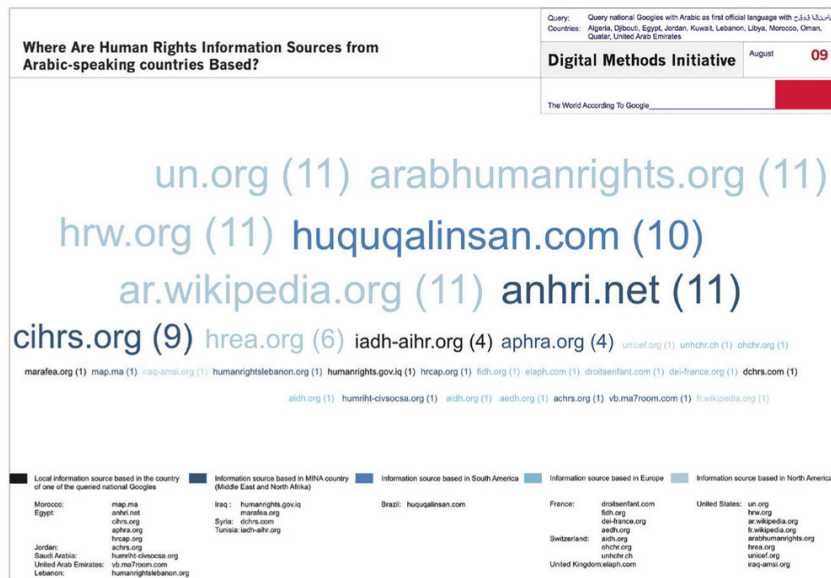 Where Are Human Rights Information Sources from
Arabic-speaking countries Based?
Query: Query national Googles with Arabic as first official language with
Countries: Algeria, Djibouti, Egypt, Jordan, Kuwait, Lebanon, Libya, Morocco, Oman,
Quatar, United Arab Emirates
Digital Methods Initiative August 09
The World According To Google
un.org (11) arabhumanrights.org (11)
hrw.org (11) huquqalinsan.com (10)
ar.wikipedia.org (11) anhri.net (11)
cihrs.org (9) hrea.org (6) iadh-aihr.org (4) aphra.org (4) unicef.org (1) unhchr.ch (1) ohchr.org (1)
marafea.org (1) map.ma (1) iraq-amsi.org (1) humanrightslebanon.org (1) humanrights.gov.iq (1) hrcap.org (1) fidh.org (1) elaph.com (1) droitsenfant.com (1) dei-france.org (1) dchrs.com (1)
aidh.org (1) humriht-civsocsa.org (1) aidh.org (1) aedh.org (1) achrs.org (1) vb.ma7room.com (1) fr.wikipedia.org (1)
Local information source based in the country
of one of the queried national Googles
Morocco: map.ma
Egypt: anhri.net
cihrs.org
aphra.org
hrcap.org
Jordan: achrs.org
Saudi Arabia: humriht-civsocsa.org
United Arab Emirates: vb.ma7room.com
Lebanon: humanrightslebanon.org
Information source based in MINA country
(Middle East and North Africa)
Iraq : humanrights.gov.iq
marafea.org
Syria: dchrs.com
Tunisia: iadh-aihr.org
Information source based in South America
Brazil: huquqalinsan.com
Information source based in Europe
France: droitsenfant.com
fidh.org
dei-france.org
aedh.org
Switzerland: aidh.org
ohchr.org
unhchr.ch
United Kingdom: elaph.com
Information source based in North America
United States: un.org
hrw.org
ar.wikipedia.org
fr.wikipedia.org
arabhumanrights.org
hrea.org
unicef.org
iraq-amsi.org